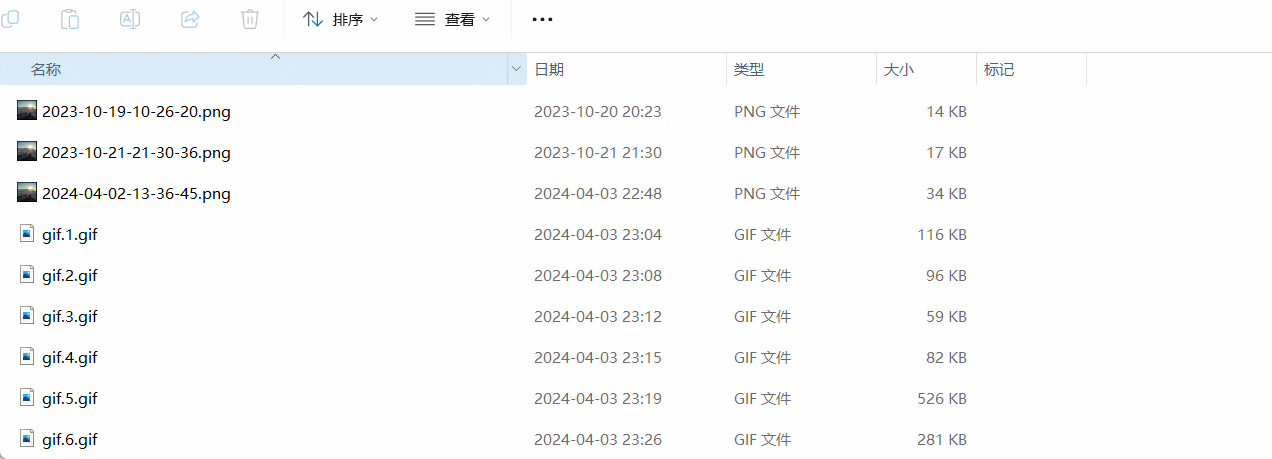 排序 查看
名称 日期 类型 大小 标记
2023-10-19-10-26-20.png 2023-10-20 20:23 PNG 文件 14 KB
2023-10-21-21-30-36.png 2023-10-21 21:30 PNG 文件 17 KB
2024-04-02-13-36-45.png 2024-04-03 22:48 PNG 文件 34 KB
gif.1.gif 2024-04-03 23:04 GIF 文件 116 KB
gif.2.gif 2024-04-03 23:08 GIF 文件 96 KB
gif.3.gif 2024-04-03 23:12 GIF 文件 59 KB
gif.4.gif 2024-04-03 23:15 GIF 文件 82 KB
gif.5.gif 2024-04-03 23:19 GIF 文件 526 KB
gif.6.gif 2024-04-03 23:26 GIF 文件 281 KB